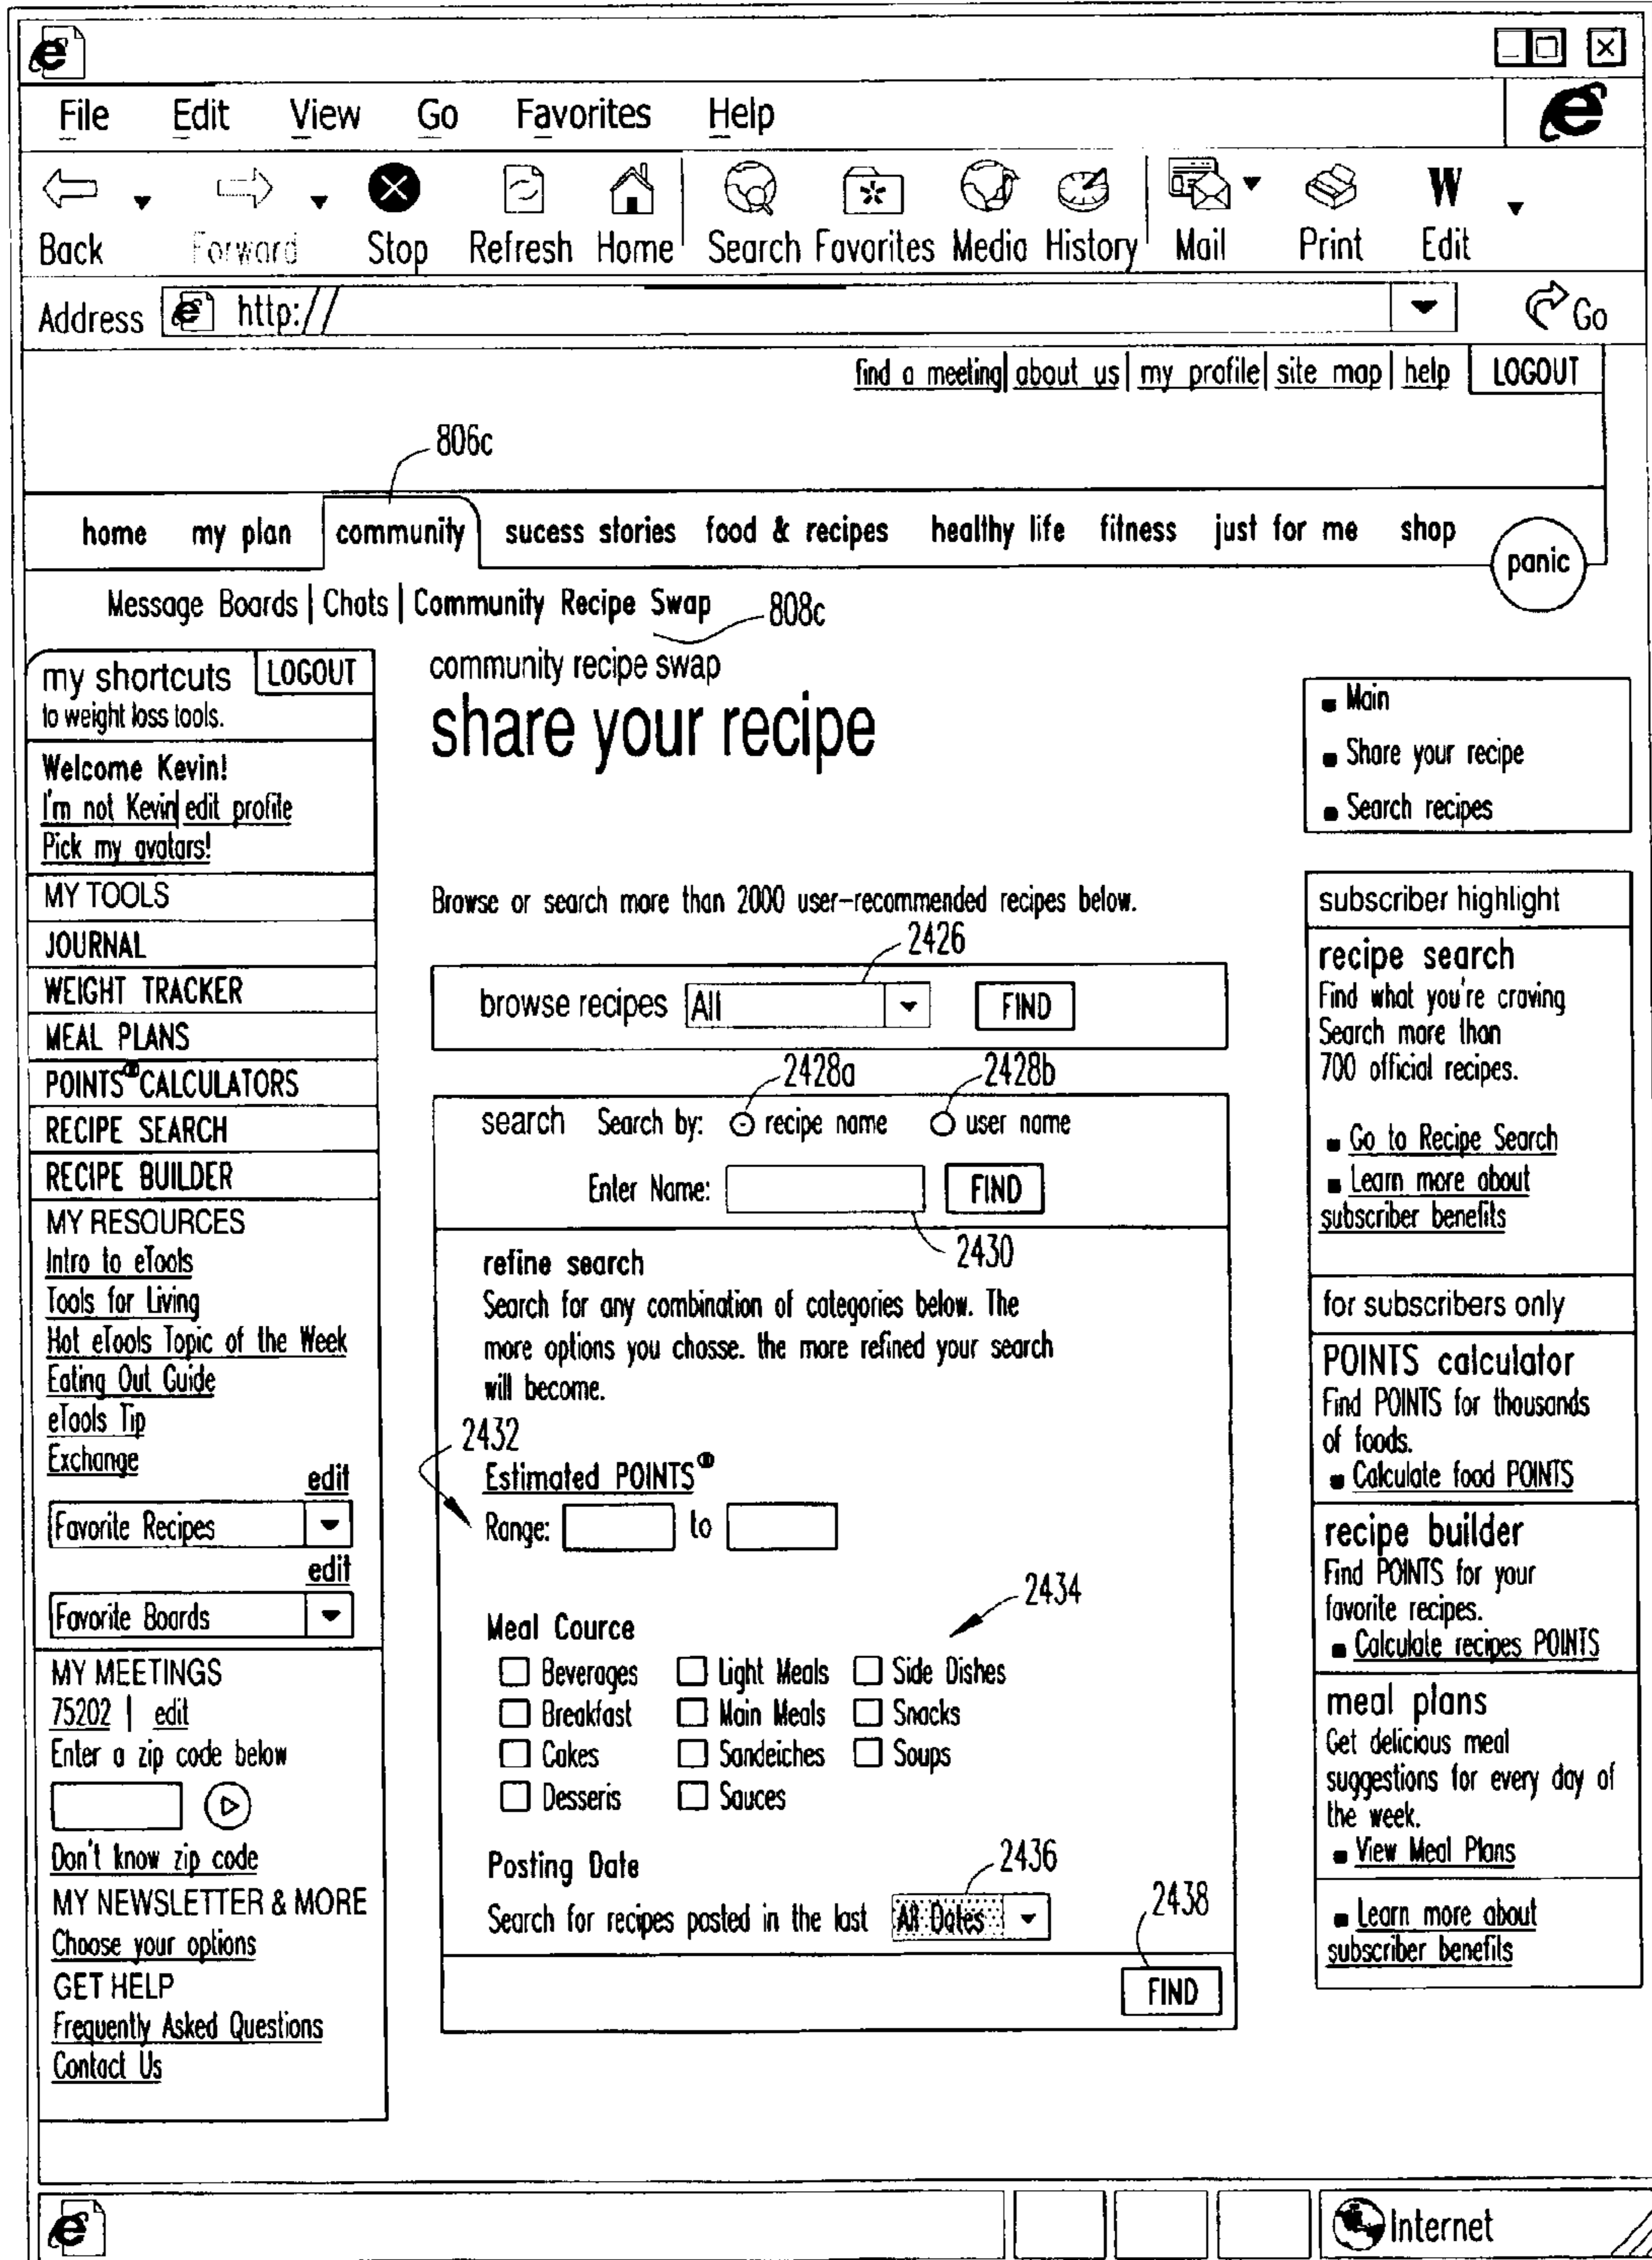 File Edit View Go Favorites Help
Back Forward Stop Refresh Home Search Favorites Media History Mail Print Edit
Address http:// Go
find a meeting | about us | my profile | site map | help LOGOUT
806c
home my plan community sucess stories food & recipes healthy life fitness just for me shop panic
Message Boards | Chats | Community Recipe Swap 808c
my shortcuts LOGOUT
to weight loss tools.
Welcome Kevin!
I'm not Kevin | edit profile
Pick my avatars!
MY TOOLS
JOURNAL
WEIGHT TRACKER
MEAL PLANS
POINTS® CALCULATORS
RECIPE SEARCH
RECIPE BUILDER
MY RESOURCES
Intro to eTools
Tools for Living
Hot eTools Topic of the Week
Eating Out Guide
eTools Tip
Exchange
edit
Favorite Recipes
edit
Favorite Boards
MY MEETINGS
75202 | edit
Enter a zip code below
Don't know zip code
MY NEWSLETTER & MORE
Choose your options
GET HELP
Frequently Asked Questions
Contact Us
community recipe swap
share your recipe
Browse or search more than 2000 user-recommended recipes below.
2426
browse recipes All FIND
2428a 2428b
search Search by: recipe name user name
Enter Name: FIND
2430
refine search
Search for any combination of categories below. The
more options you chosse. the more refined your search
will become.
2432
Estimated POINTS®
Range: to
2434
Meal Cource
Beverages Light Meals Side Dishes
Breakfast Main Meals Snacks
Cakes Sandeiches Soups
Desseris Sauces
Posting Date 2436
Search for recipes posted in the last All Dates
2438
FIND
Main
Share your recipe
Search recipes
subscriber highlight
recipe search
Find what you're craving
Search more than
700 official recipes.
Go to Recipe Search
Learn more about
subscriber benefits
for subscribers only
POINTS calculator
Find POINTS for thousands
of foods.
Calculate food POINTS
recipe builder
Find POINTS for your
favorite recipes.
Calculate recipes POINTS
meal plans
Get delicious meal
suggestions for every day of
the week.
View Meal Plans
Learn more about
subscriber benefits
Internet